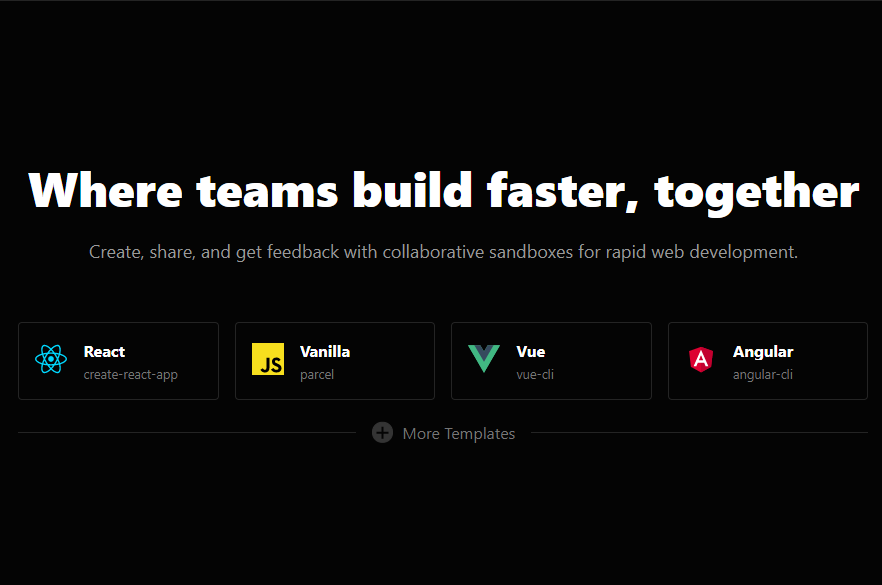 Where teams build faster, together
Create, share, and get feedback with collaborative sandboxes for rapid web development.
React
create-react-app
JS
Vanilla
parcel
Vue
vue-cli
A
Angular
angular-cli
More Templates